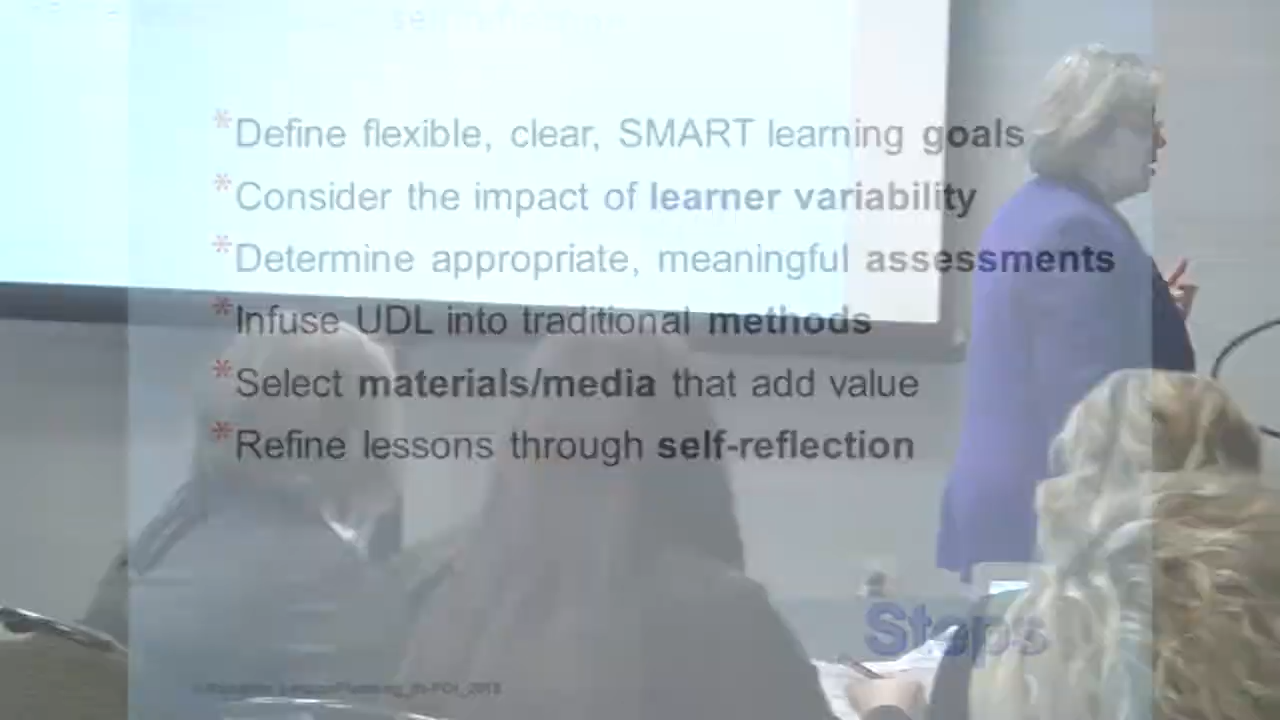 *Define flexible, clear, SMART learning goals
*Consider the impact of learner variability
*Determine appropriate, meaningful assessments
*Infuse UDL into traditional methods
*Select materials/media that add value
*Refine lessons through self-reflection
Steps